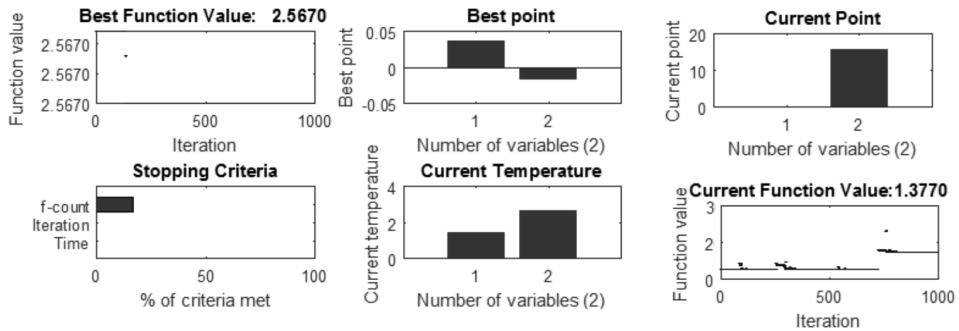 Best Function Value: 2.5670
Function value
2.5670
2.5670
2.5670
0 500 1000
Iteration
Best point
Best point
0.05
0
-0.05
1 2
Number of variables (2)
Current Point
Current point
20
10
0
1 2
Number of variables (2)
Stopping Criteria
f-count
Iteration
Time
0 50 100
% of criteria met
Current Temperature
Current temperature
4
2
0
1 2
Number of variables (2)
Current Function Value:1.3770
Function value
3
2
0
0 500 1000
Iteration